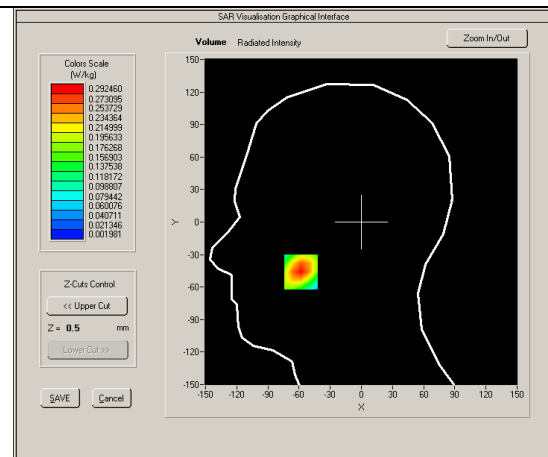 SAR Visualisation Graphical Interface
Volume Radiated Intensity
Zoom In/Out
Colors Scale
(W/kg)
0.292460
0.273095
0.253729
0.234364
0.214999
0.195633
0.176268
0.156903
0.137538
0.118172
0.098807
0.079442
0.060076
0.040711
0.021346
0.001981
Z-Cuts Control
<< Upper Cut
Z = 0.5 mm
Lower Cut >>
SAVE Cancel
150
120
90
60
30
0
-30
-60
-90
-120
-150
Y
-150 -120 -90 -60 -30 0 30 60 90 120 150
X